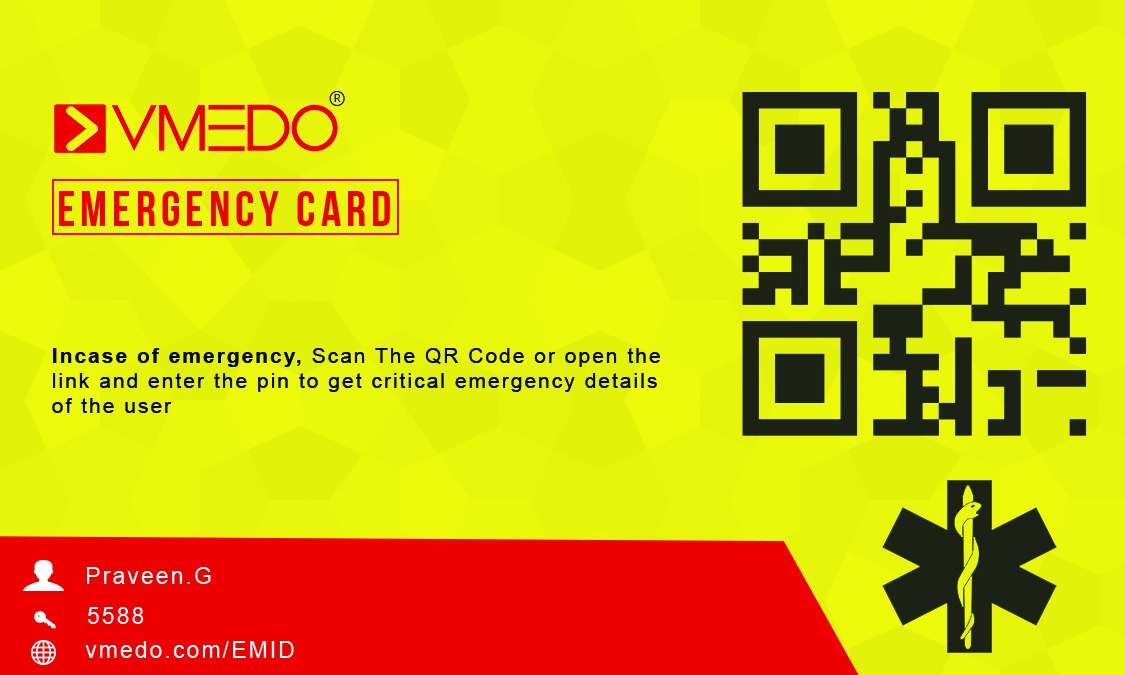 VMEDO®
EMERGENCY CARD
Incase of emergency, Scan The QR Code or open the
link and enter the pin to get critical emergency details
of the user
Praveen.G
5588
vmedo.com/EMID